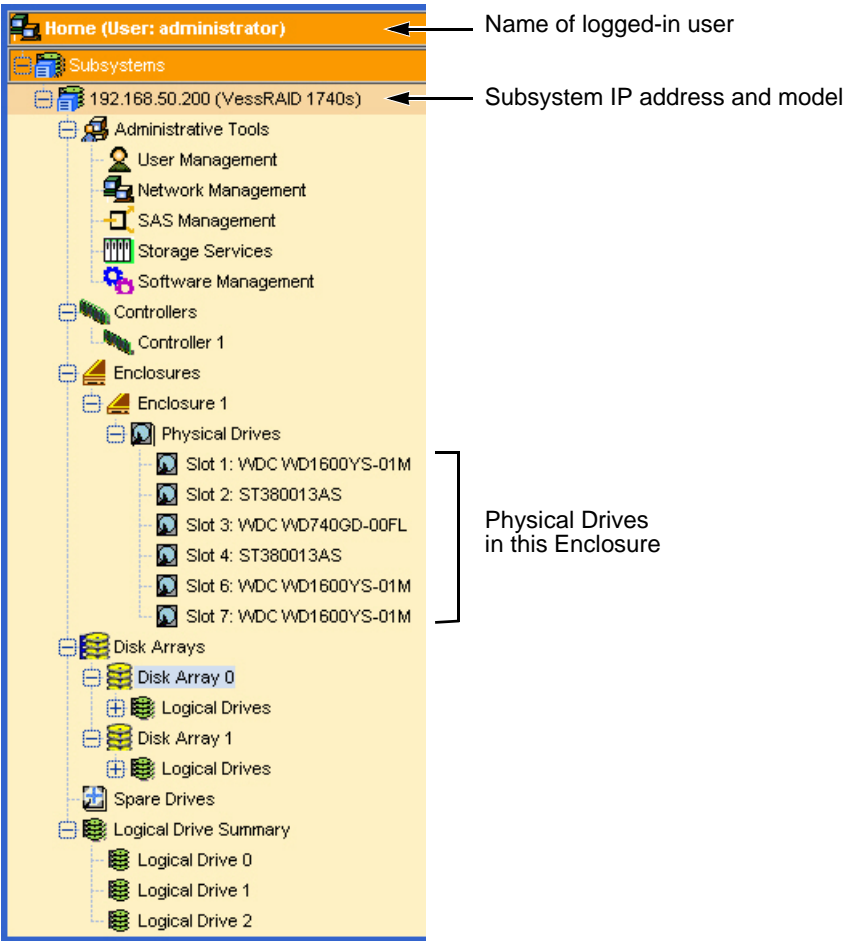 Home (User: administrator)
Name of logged-in user
Subsystems
192.168.50.200 (VessRAID 1740s)
Subsystem IP address and model
Administrative Tools
User Management
Network Management
SAS Management
Storage Services
Software Management
Controllers
Controller 1
Enclosures
Enclosure 1
Physical Drives
Slot 1: WDC WD1600YS-01M
Slot 2: ST380013AS
Slot 3: WDC WD740GD-00FL
Slot 4: ST380013AS
Slot 6: WDC WD1600YS-01M
Slot 7: WDC WD1600YS-01M
Physical Drives
in this Enclosure
Disk Arrays
Disk Array 0
Logical Drives
Disk Array 1
Logical Drives
Spare Drives
Logical Drive Summary
Logical Drive 0
Logical Drive 1
Logical Drive 2